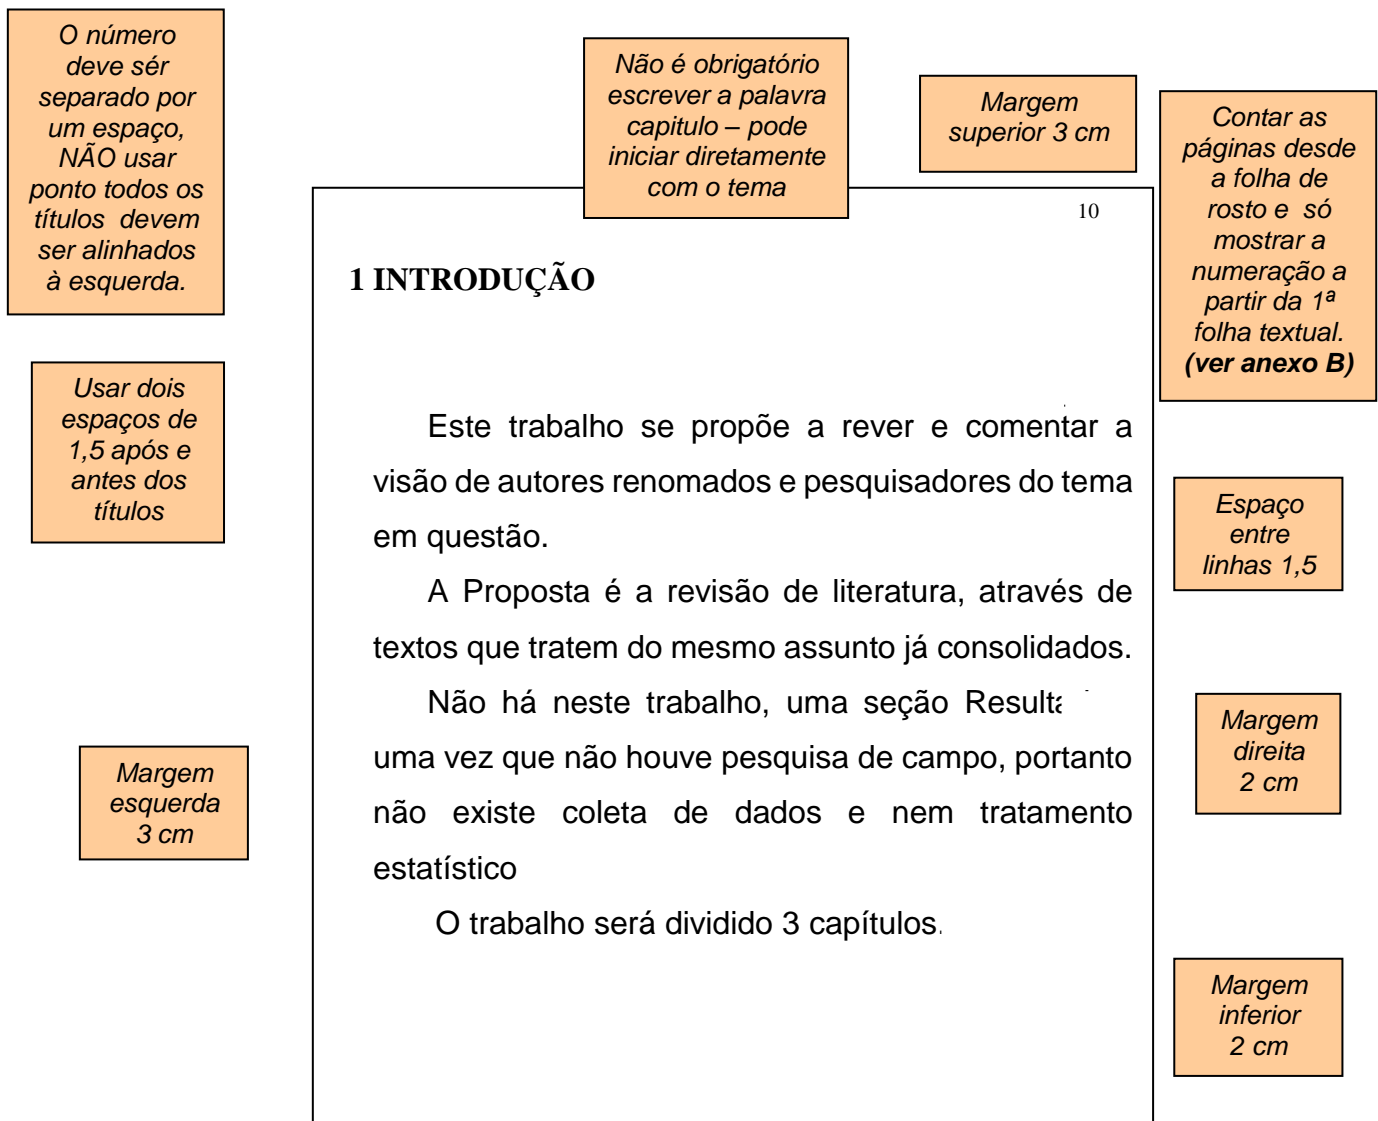 O número
deve sér
separado por
um espaço,
NÃO usar
ponto todos os
títulos devem
ser alinhados
à esquerda.
Não é obrigatório
escrever a palavra
capitulo – pode
iniciar diretamente
com o tema
Margem
superior 3 cm
Contar as
páginas desde
a folha de
rosto e só
mostrar a
numeração a
partir da 1ª
folha textual.
(ver anexo B)
10
1 INTRODUÇÃO
Usar dois
espaços de
1,5 após e
antes dos
títulos
Este trabalho se propõe a rever e comentar a
visão de autores renomados e pesquisadores do tema
em questão.
Espaço
entre
linhas 1,5
A Proposta é a revisão de literatura, através de
textos que tratem do mesmo assunto já consolidados.
Não há neste trabalho, uma seção
uma vez que não houve pesquisa de campo, portanto
não existe coleta de dados e nem tratamento
estatístico
Margem
direita
2 cm
Margem
esquerda
3 cm
O trabalho será dividido 3 capítulos.
Margem
inferior
2 cm